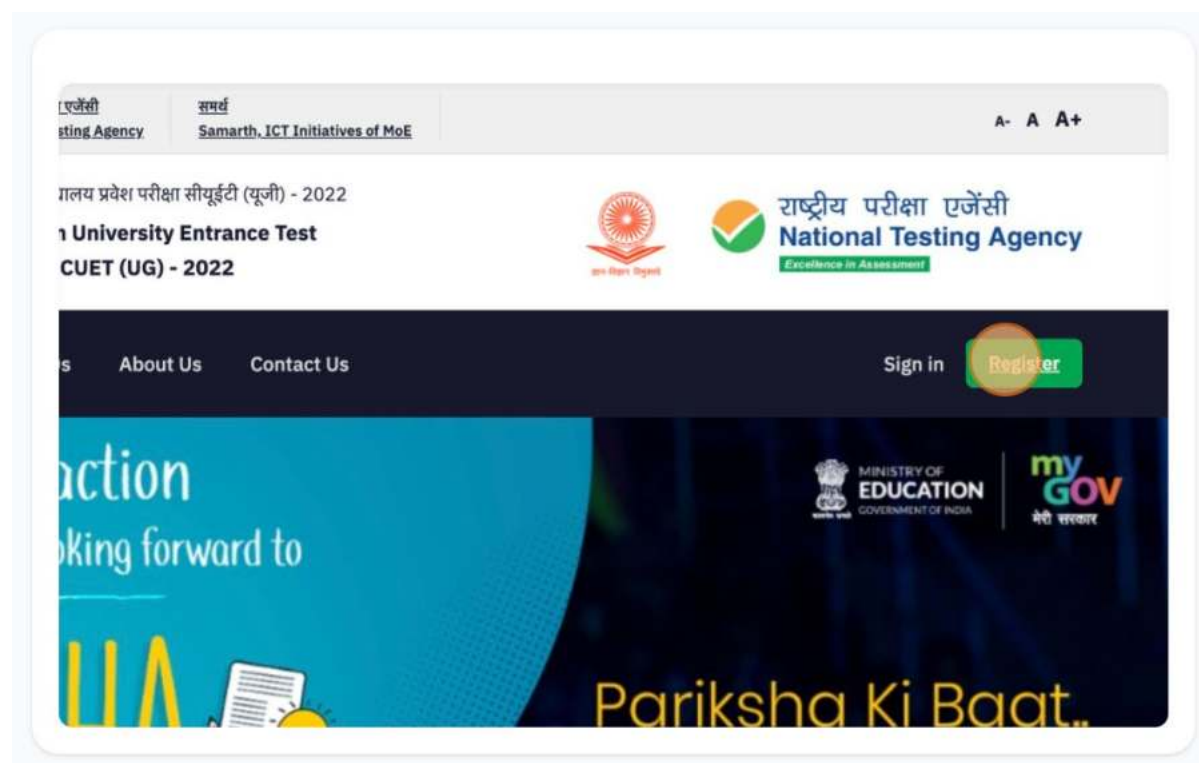 एजेंसी
sting Agency
समर्थ
Samarth, ICT Initiatives of MoE
A- A A+
प्रवेश परीक्षा सीयूईटी (यूजी) - 2022
University Entrance Test
CUET (UG) - 2022
राष्ट्रीय परीक्षा एजेंसी
National Testing Agency
Excellence in Assessment
About Us
Contact Us
Sign in
Register
action
oking forward to
MINISTRY OF
EDUCATION
GOVERNMENT OF INDIA
my
GOV
मेरी सरकार
Pariksha Ki Baat..